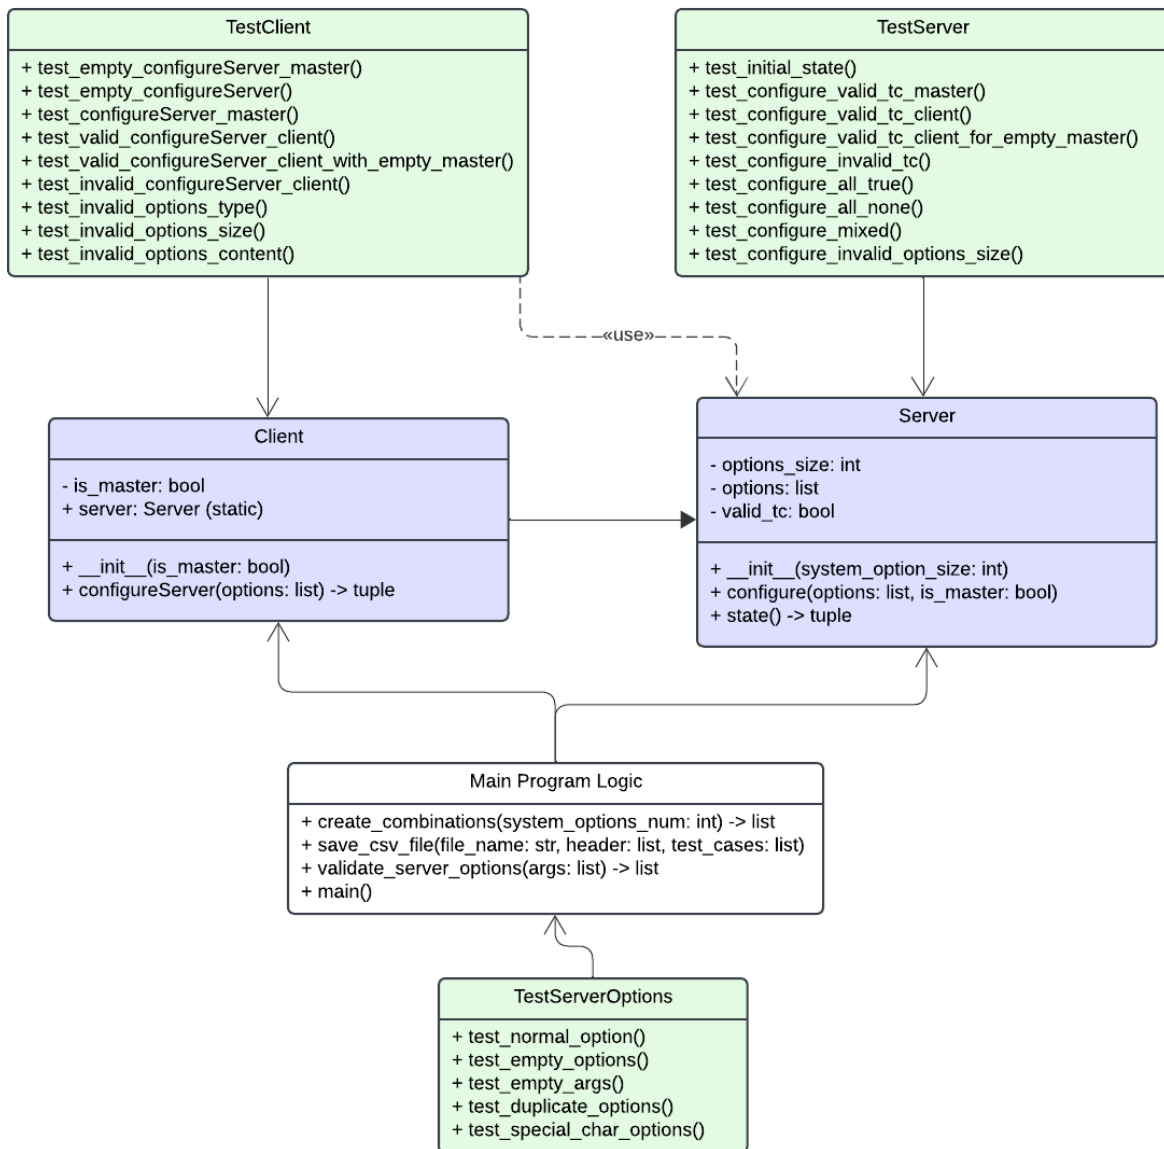 TestClient
+ test_empty_configureServer_master()
+ test_empty_configureServer()
+ test_configureServer_master()
+ test_valid_configureServer_client()
+ test_valid_configureServer_client_with_empty_master()
+ test_invalid_configureServer_client()
+ test_invalid_options_type()
+ test_invalid_options_size()
+ test_invalid_options_content()
TestServer
+ test_initial_state()
+ test_configure_valid_tc_master()
+ test_configure_valid_tc_client()
+ test_configure_valid_tc_client_for_empty_master()
+ test_configure_invalid_tc()
+ test_configure_all_true()
+ test_configure_all_none()
+ test_configure_mixed()
+ test_configure_invalid_options_size()
«use»
Client
- is_master: bool
+ server: Server (static)
+ __init__(is_master: bool)
+ configureServer(options: list) -> tuple
Server
- options_size: int
- options: list
- valid_tc: bool
+ __init__(system_option_size: int)
+ configure(options: list, is_master: bool)
+ state() -> tuple
Main Program Logic
+ create_combinations(system_options_num: int) -> list
+ save_csv_file(file_name: str, header: list, test_cases: list)
+ validate_server_options(args: list) -> list
+ main()
TestServerOptions
+ test_normal_option()
+ test_empty_options()
+ test_empty_args()
+ test_duplicate_options()
+ test_special_char_options()